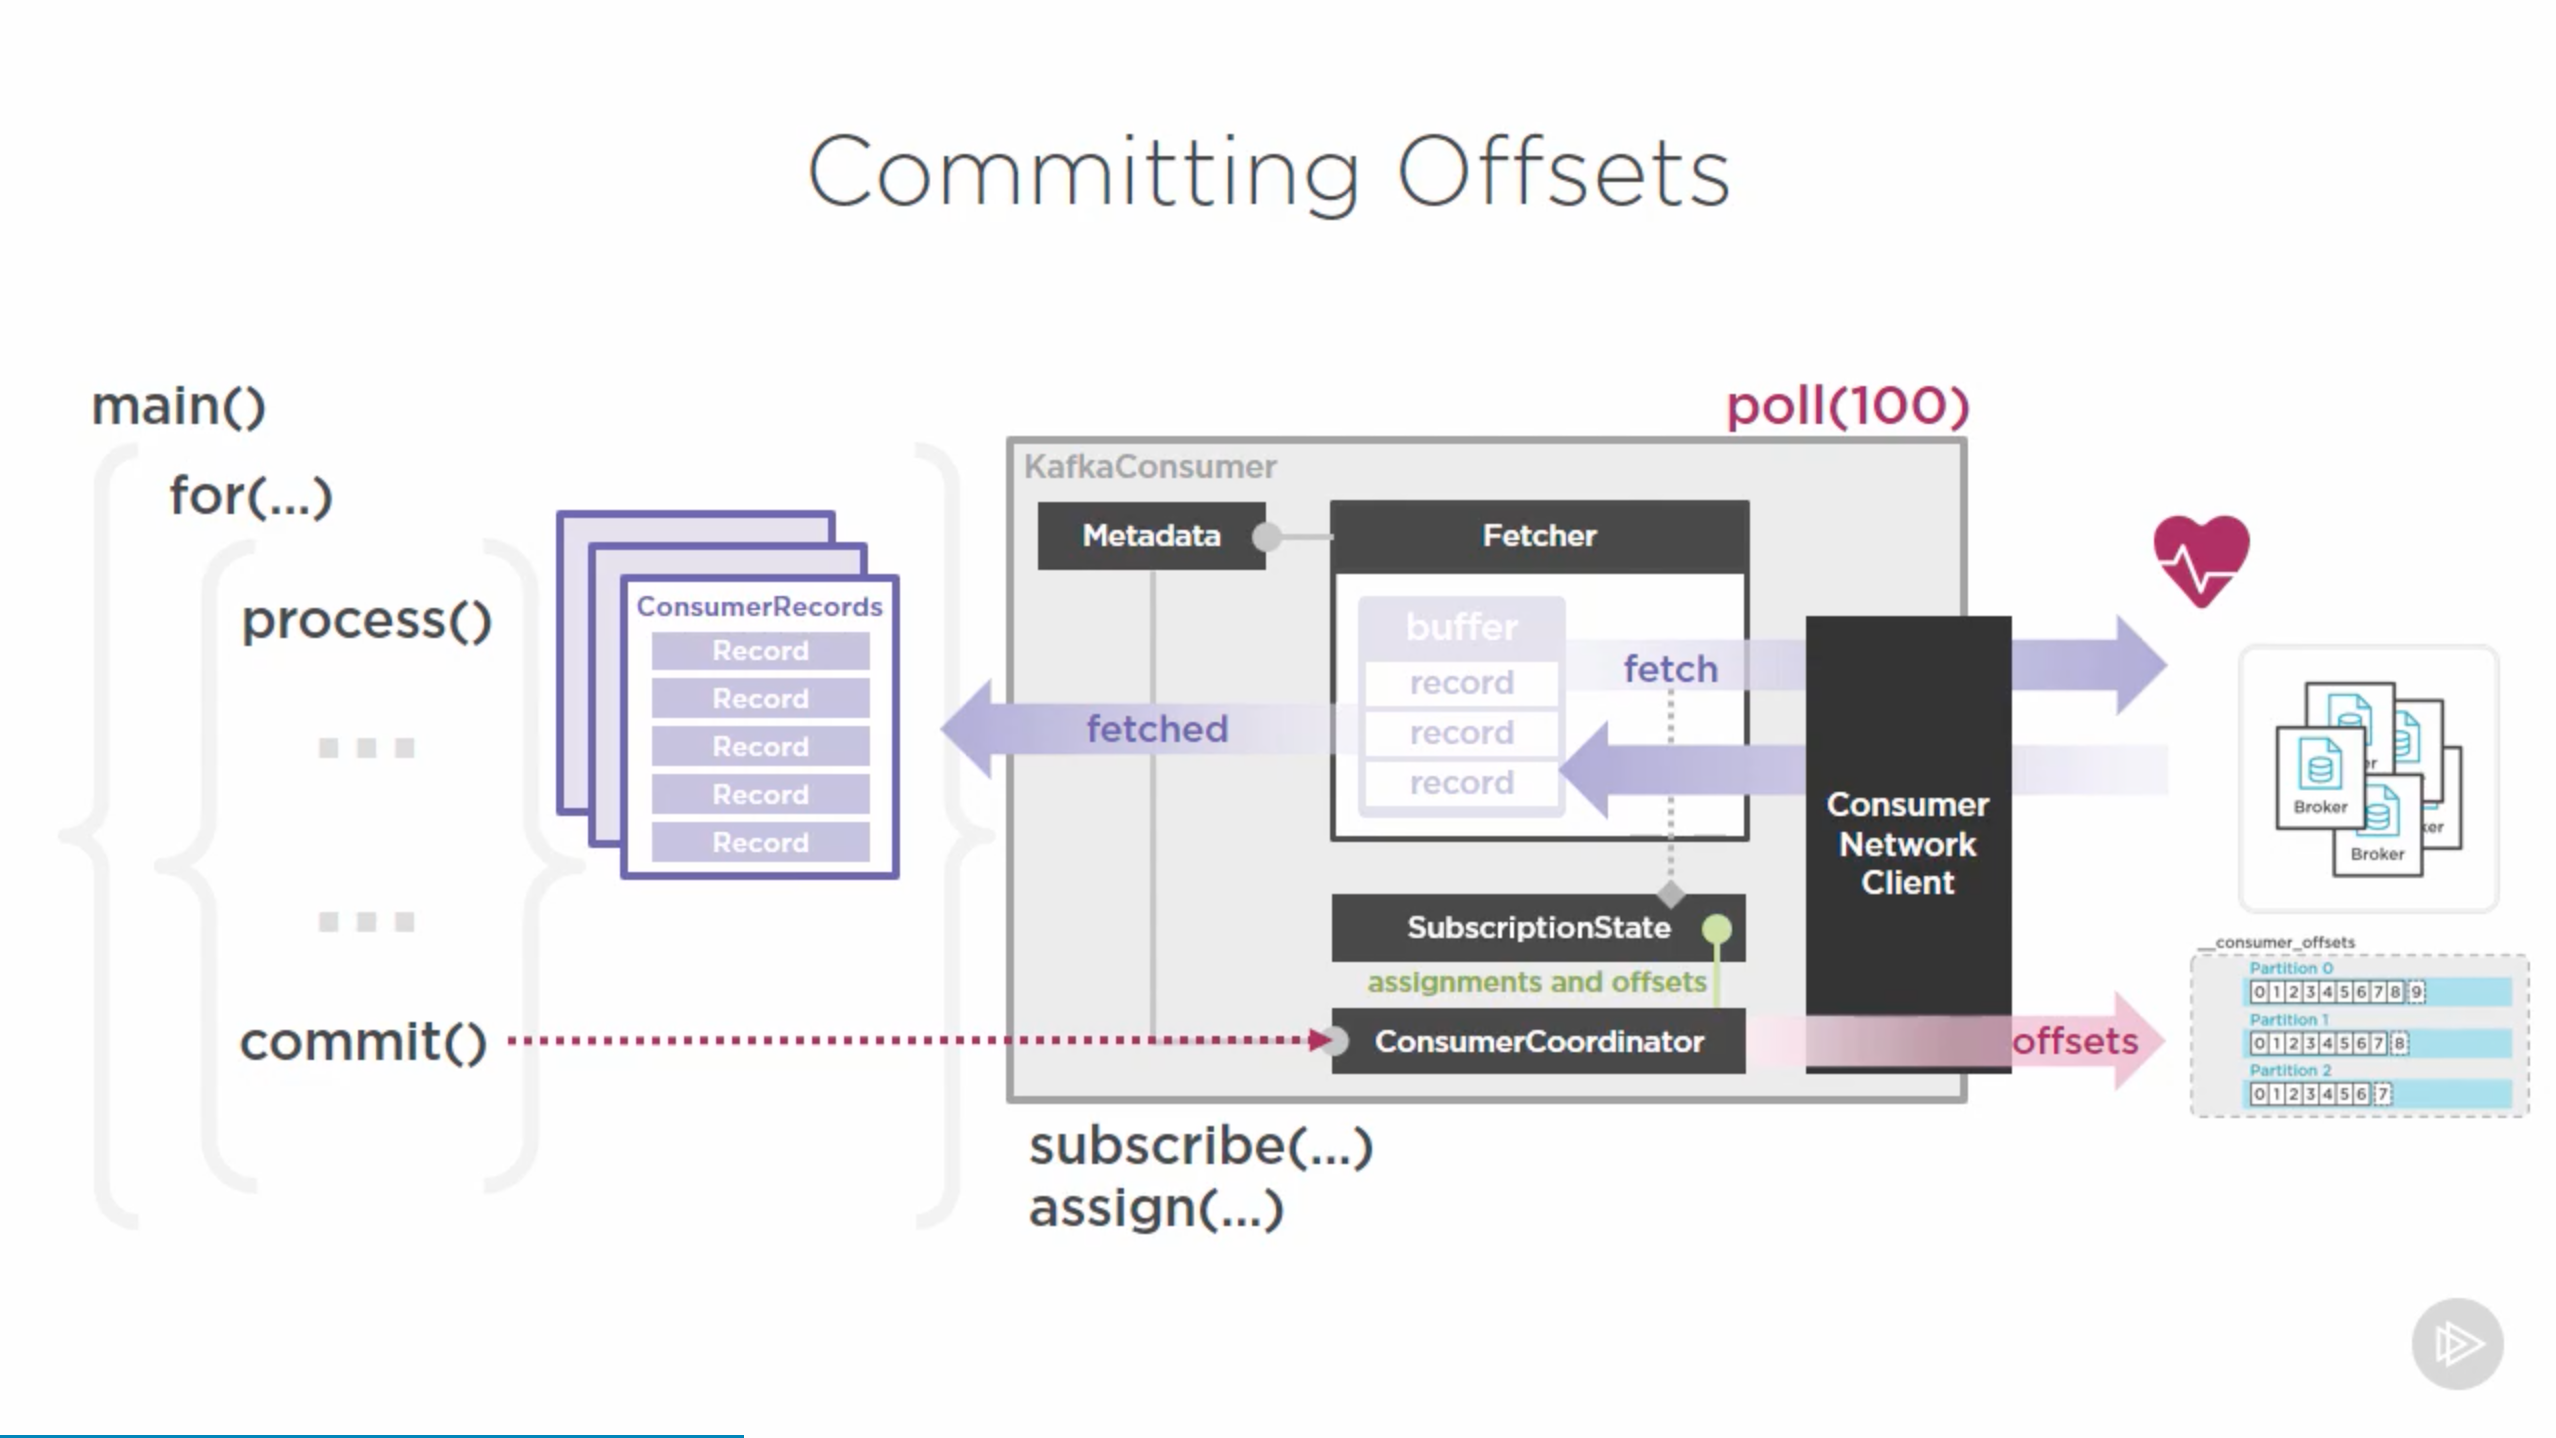 Committing Offsets
main()
for(...)
process()
...
...
commit()
ConsumerRecords
Record
Record
Record
Record
Record
poll(100)
KafkaConsumer
Metadata
Fetcher
buffer
record
record
record
fetch
fetched
SubscriptionState
assignments and offsets
ConsumerCoordinator
Consumer
Network
Client
offsets
subscribe(...)
assign(...)
Broker
Broker
__consumer_offsets
Partition 0
0 1 2 3 4 5 6 7 8 9
Partition 1
0 1 2 3 4 5 6 7 8
Partition 2
0 1 2 3 4 5 6 7